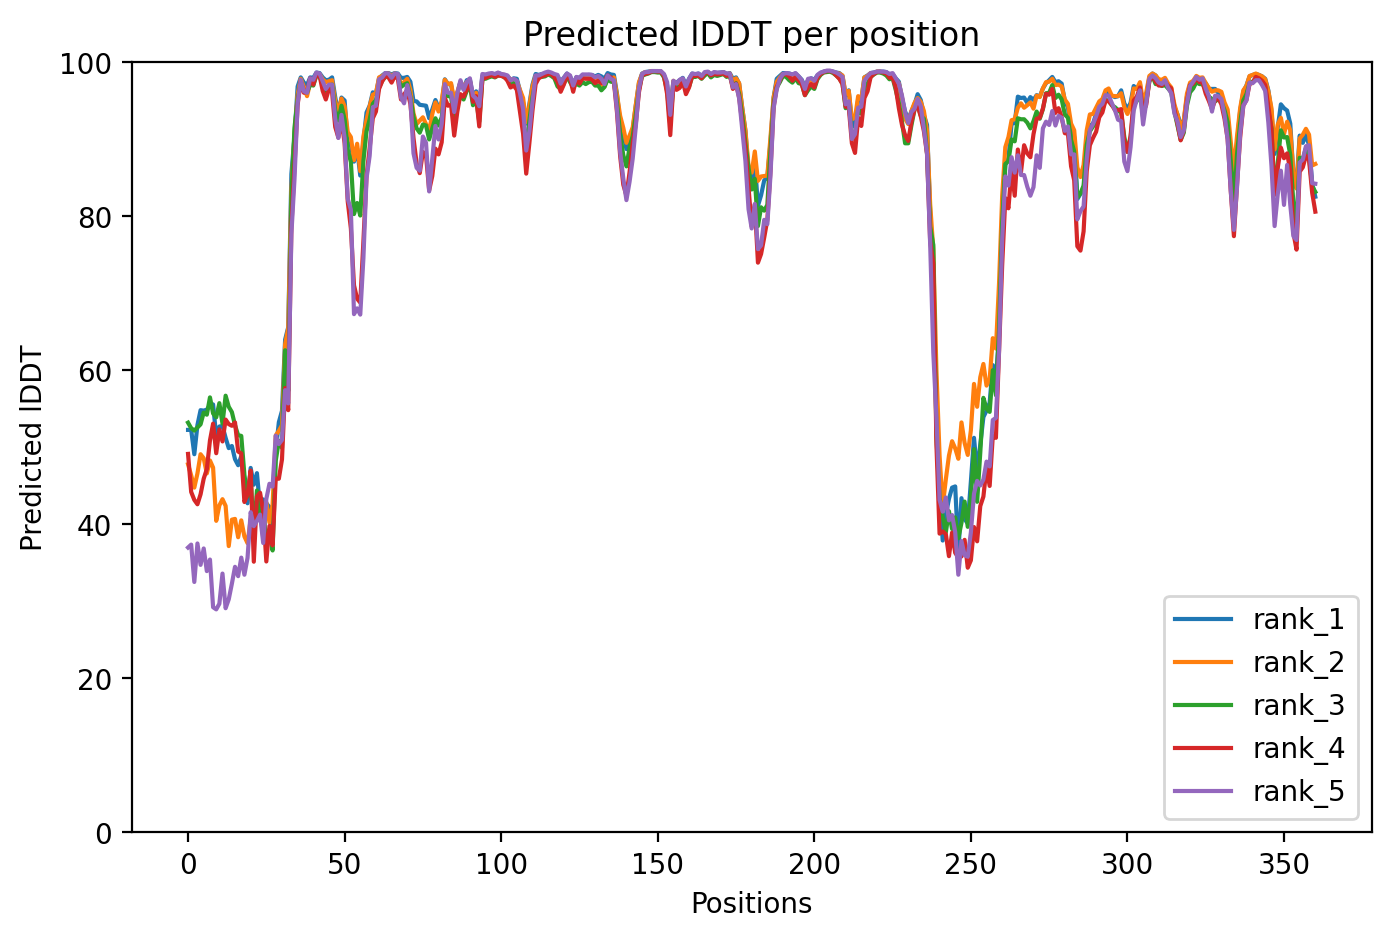 Predicted lDDT per position
100
80
60
40
20
0
Predicted lDDT
0 50 100 150 200 250 300 350
Positions
rank_1
rank_2
rank_3
rank_4
rank_5